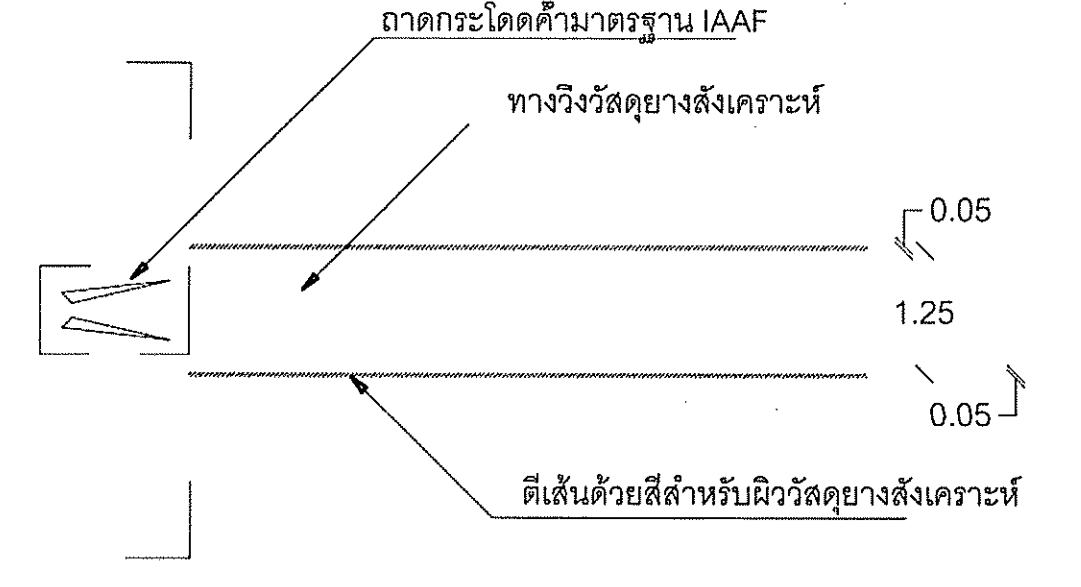 ถาดกระโดดค้ำมาตรฐาน IAAF
ทางวิ่งวัสดุยางสังเคราะห์
0.05
1.25
0.05
ตีเส้นด้วยสีสำหรับผิววัสดุยางสังเคราะห์